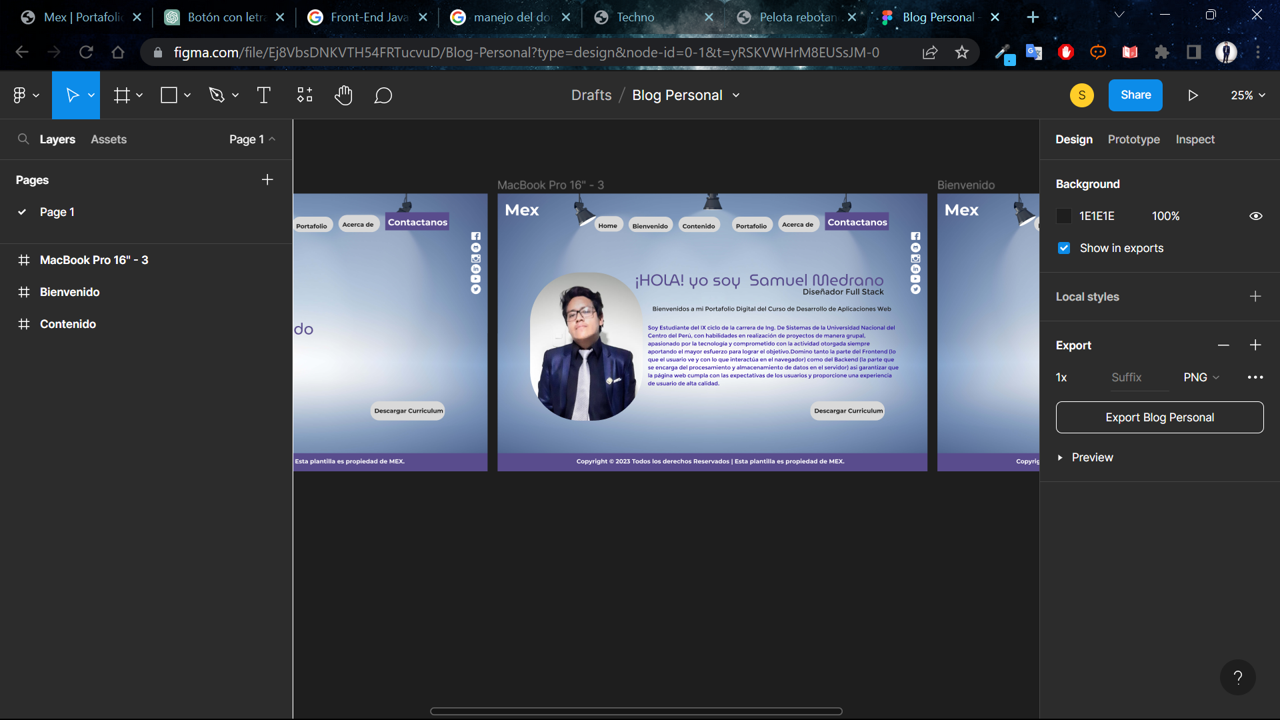 Mex | Portafoli
Botón con letra
Front-End Java
manejo del do
Techno
Pelota rebotan
Blog Personal -
figma.com/file/Ej8VbsDNKVTH54FRTucvuD/Blog-Personal?type=design&node-id=0-1&t=yRSKVWHrM8EUSsJM-0
Drafts / Blog Personal
S
Share
25%
Layers Assets Page 1
Pages
Page 1
MacBook Pro 16" - 3
Bienvenido
Contenido
Portafolio
Acerca de
Contactanos
do
Descargar Curriculum
Esta plantilla es propiedad de MEX.
MacBook Pro 16" - 3
Mex
Home
Bienvenido
Contenido
Portafolio
Acerca de
Contactanos
¡HOLA! yo soy Samuel Medrano
Diseñador Full Stack
Bienvenidos a mi Portafolio Digital del Curso de Desarrollo de Aplicaciones Web
Soy Estudiante del IX ciclo de la carrera de Ing. De Sistemas de la Universidad Nacional del
Centro del Perú, con habilidades en realización de proyectos de manera grupal,
apasionado por la tecnología y comprometido con la actividad otorgada siempre
aportando el mayor esfuerzo para lograr el objetivo.Domino tanto la parte del Frontend (lo
que el usuario ve y con lo que interactúa en el navegador) como del Backend (la parte que
se encarga del procesamiento y almacenamiento de datos en el servidor) así garantizar que
la página web cumpla con las expectativas de los usuarios y proporcione una experiencia
de usuario de alta calidad.
Descargar Curriculum
Copyright © 2023 Todos los derechos Reservados | Esta plantilla es propiedad de MEX.
Bienvenido
Mex
Copyrig
Design Prototype Inspect
Background
1E1E1E 100%
Show in exports
Local styles
Export
1x Suffix PNG
Export Blog Personal
Preview
?